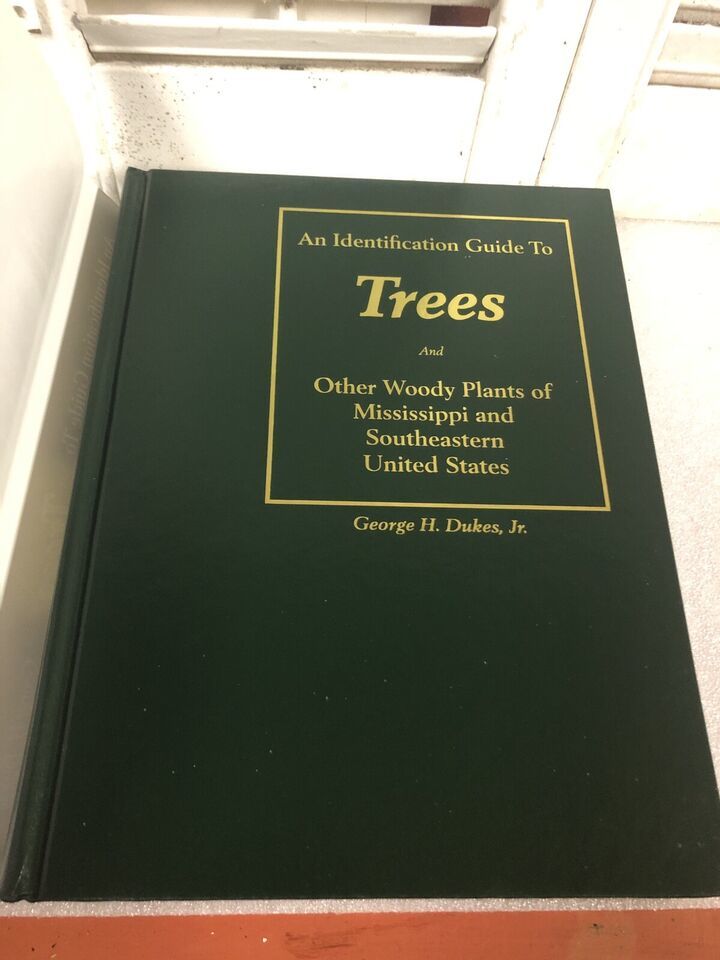 An Identification Guide To
Trees
And
Other Woody Plants of
Mississippi and
Southeastern
United States
George H. Dukes, Jr.